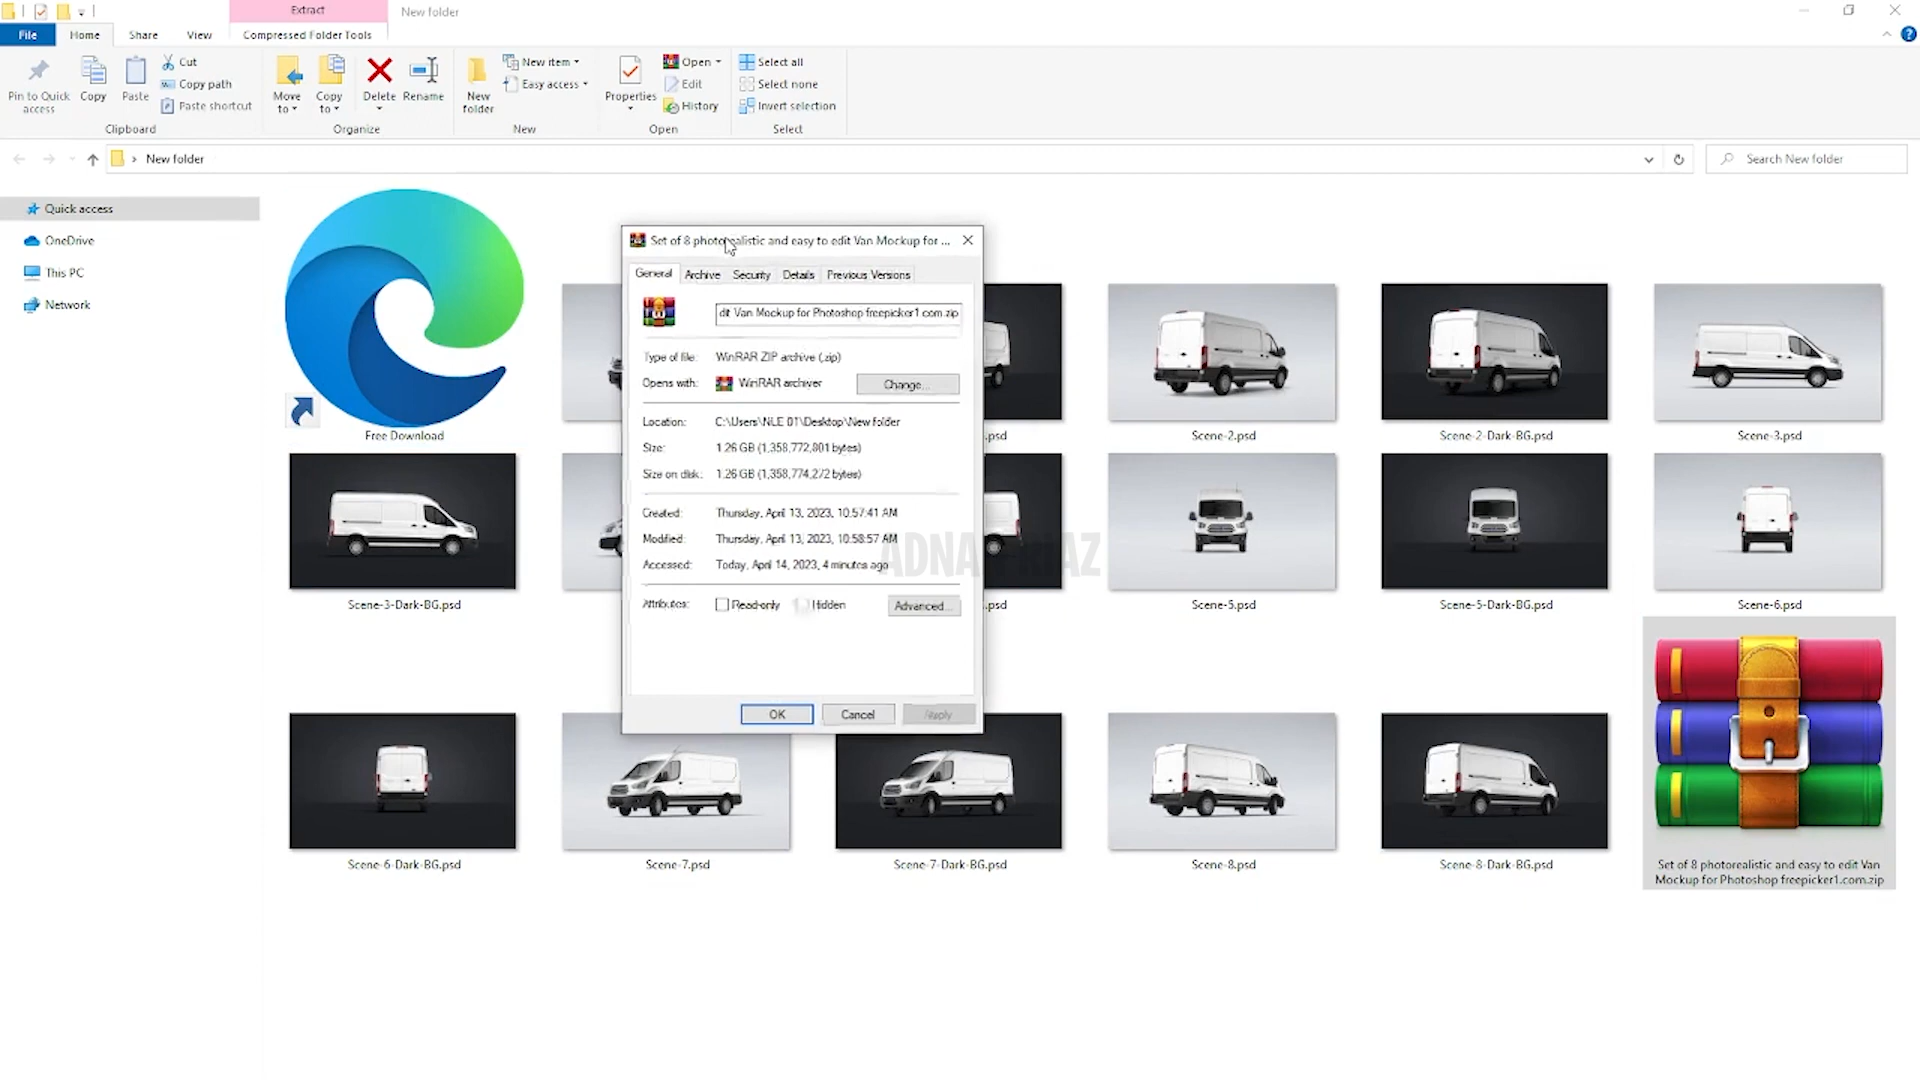 Extract
New folder
File
Home
Share
View
Compressed Folder Tools
Pin to Quick access
Copy
Paste
Cut
Copy path
Paste shortcut
Clipboard
Move to
Copy to
Delete
Rename
Organize
New folder
New item
Easy access
New
Properties
Open
Edit
History
Open
Select all
Select none
Invert selection
Select
New folder
Search New folder
Quick access
OneDrive
This PC
Network
Free Download
.psd
Scene-2.psd
Scene-2-Dark-BG.psd
Scene-3.psd
Scene-3-Dark-BG.psd
.psd
Scene-5.psd
Scene-5-Dark-BG.psd
Scene-6.psd
Scene-6-Dark-BG.psd
Scene-7.psd
Scene-7-Dark-BG.psd
Scene-8.psd
Scene-8-Dark-BG.psd
Set of 8 photorealistic and easy to edit Van
Mockup for Photoshop freepicker1.com.zip
Set of 8 photorealistic and easy to edit Van Mockup for ...
General
Archive
Security
Details
Previous Versions
dit Van Mockup for Photoshop freepicker1.com.zip
Type of file: WinRAR ZIP archive (.zip)
Opens with: WinRAR archiver
Change...
Location: C:\Users\NiLE 01\Desktop\New folder
Size: 1.26 GB (1,358,772,801 bytes)
Size on disk: 1.26 GB (1,358,774,272 bytes)
Created: Thursday, April 13, 2023, 10:57:41 AM
Modified: Thursday, April 13, 2023, 10:58:57 AM
Accessed: Today, April 14, 2023, 4 minutes ago
Attributes: Read-only Hidden
Advanced...
OK
Cancel
Apply
ADNAN RIAZ